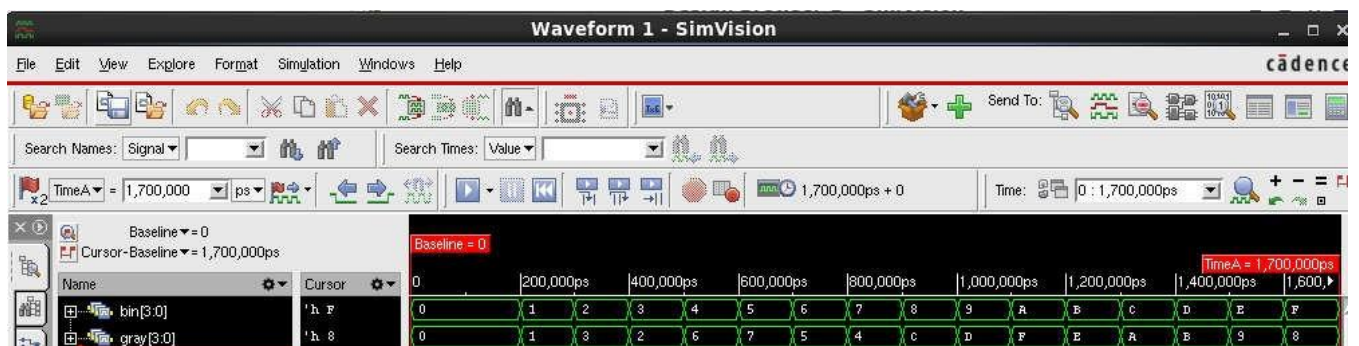 Waveform 1 - SimVision
File Edit View Explore Format Simulation Windows Help cādence
Send To:
Search Names: Signal Search Times: Value
x2 TimeA = 1,700,000 ps 1,700,000ps + 0 Time: 0 : 1,700,000ps
Baseline = 0
Cursor-Baseline = 1,700,000ps
Baseline = 0
TimeA = 1,700,000ps
Name Cursor 0 200,000ps 400,000ps 600,000ps 800,000ps 1,000,000ps 1,200,000ps 1,400,000ps 1,600,
bin[3:0] 'h F 0 1 2 3 4 5 6 7 8 9 A B C D E F
gray[3:0] 'h 8 0 1 3 2 6 7 5 4 C D F E A B 9 8